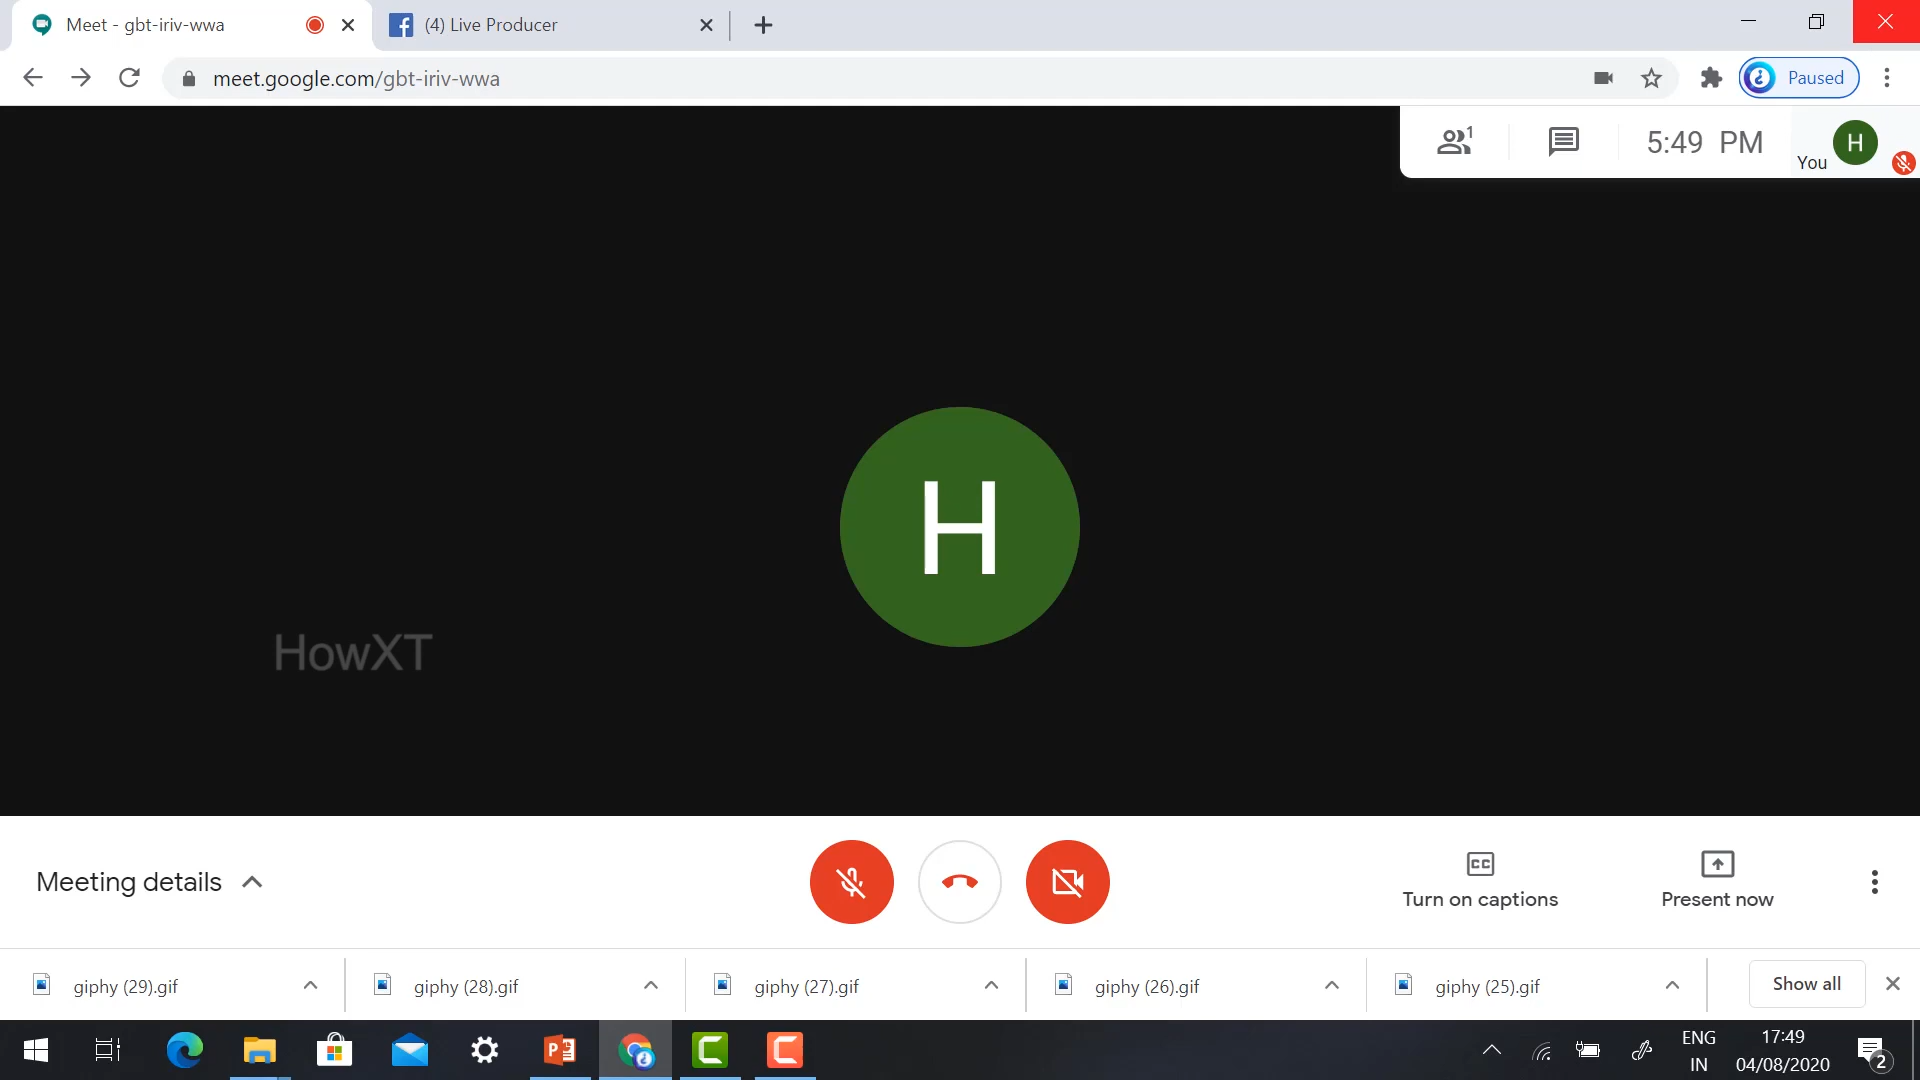 Meet - gbt-iriv-wwa
(4) Live Producer
meet.google.com/gbt-iriv-wwa
Paused
1
5:49 PM
You
H
H
HowXT
Meeting details
CC
Turn on captions
Present now
giphy (29).gif
giphy (28).gif
giphy (27).gif
giphy (26).gif
giphy (25).gif
Show all
ENG
IN
17:49
04/08/2020
2